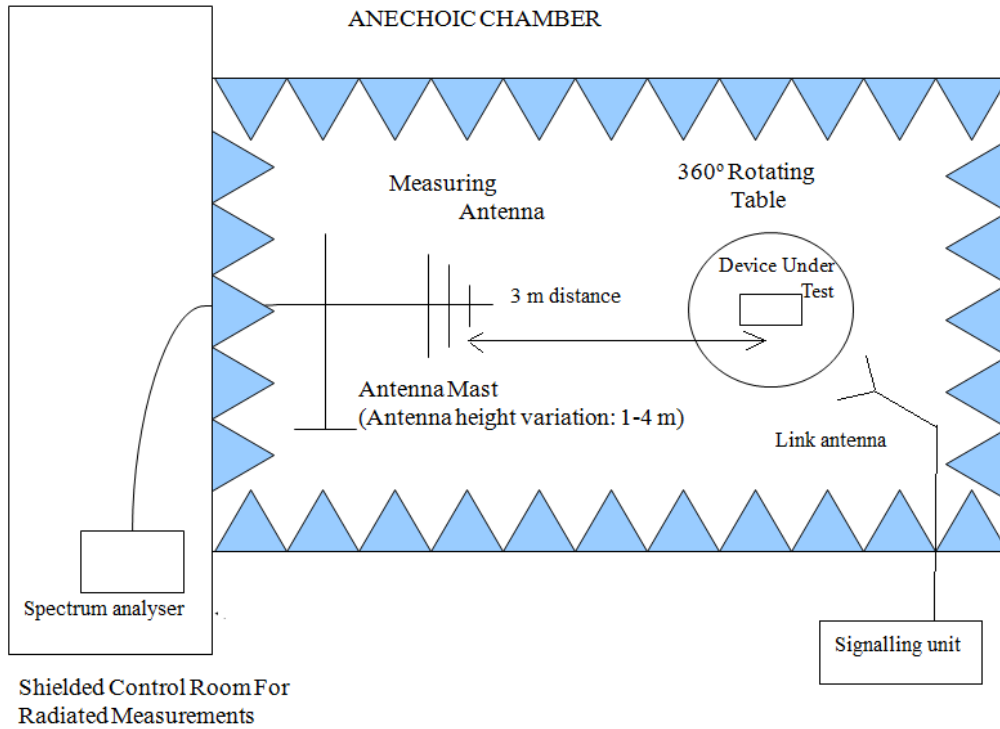 ANECHOIC CHAMBER
Measuring
Antenna
360º Rotating
Table
Device Under
Test
3 m distance
Antenna Mast
(Antenna height variation: 1-4 m)
Link antenna
Spectrum analyser
Signalling unit
Shielded Control Room For
Radiated Measurements